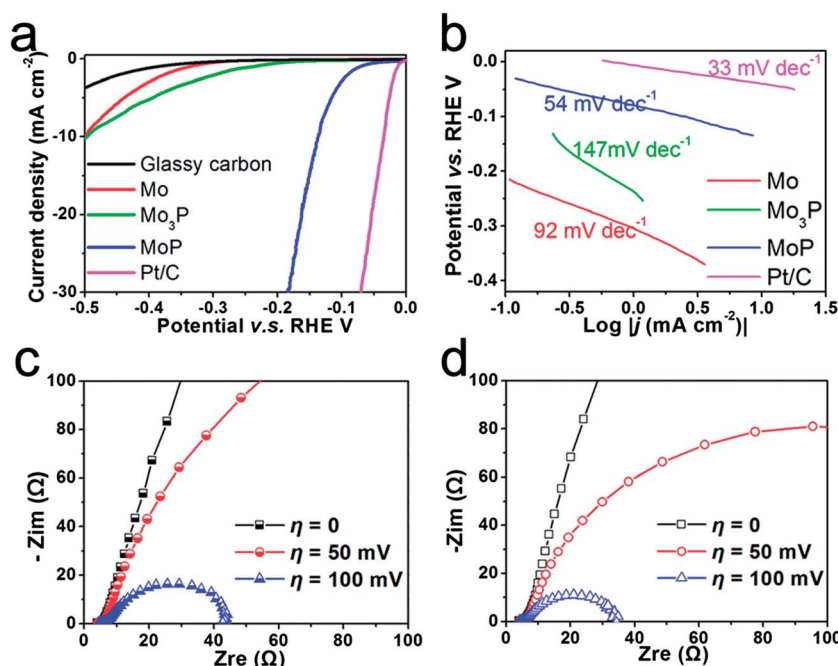 a
Current density (mA cm⁻²)
0
-10
-20
-30
-0.5
-0.4
-0.3
-0.2
-0.1
0.0
Potential v.s. RHE V
Glassy carbon
Mo
Mo₃P
MoP
Pt/C
b
Potential vs. RHE V
0.0
-0.1
-0.2
-0.3
-0.4
-1.0
-0.5
0.0
0.5
1.0
1.5
Log |j (mA cm⁻²)|
33 mV dec⁻¹
54 mV dec⁻¹
147mV dec⁻¹
92 mV dec⁻¹
Mo
Mo₃P
MoP
Pt/C
c
- Zim (Ω)
100
80
60
40
20
0
0
20
40
60
80
100
Zre (Ω)
η = 0
η = 50 mV
η = 100 mV
d
-Zim (Ω)
100
80
60
40
20
0
0
20
40
60
80
100
Zre (Ω)
η = 0
η = 50 mV
η = 100 mV